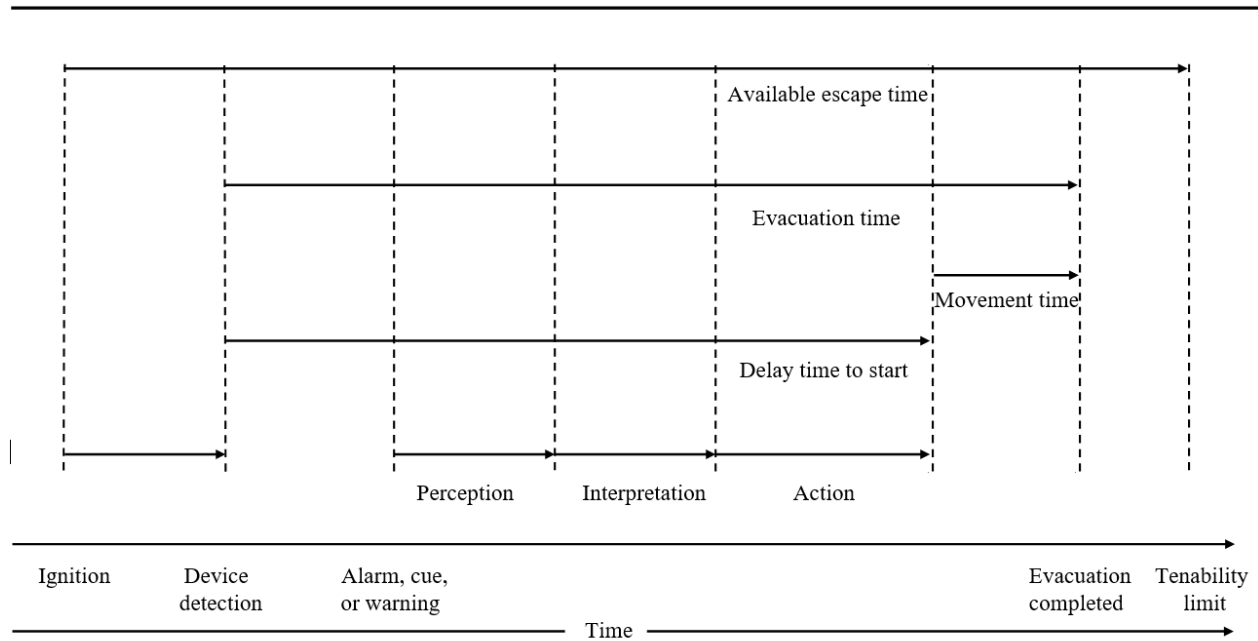 Available escape time
Evacuation time
Movement time
Delay time to start
Perception Interpretation Action
Ignition Device Alarm, cue, Evacuation Tenability
detection or warning completed limit
Time